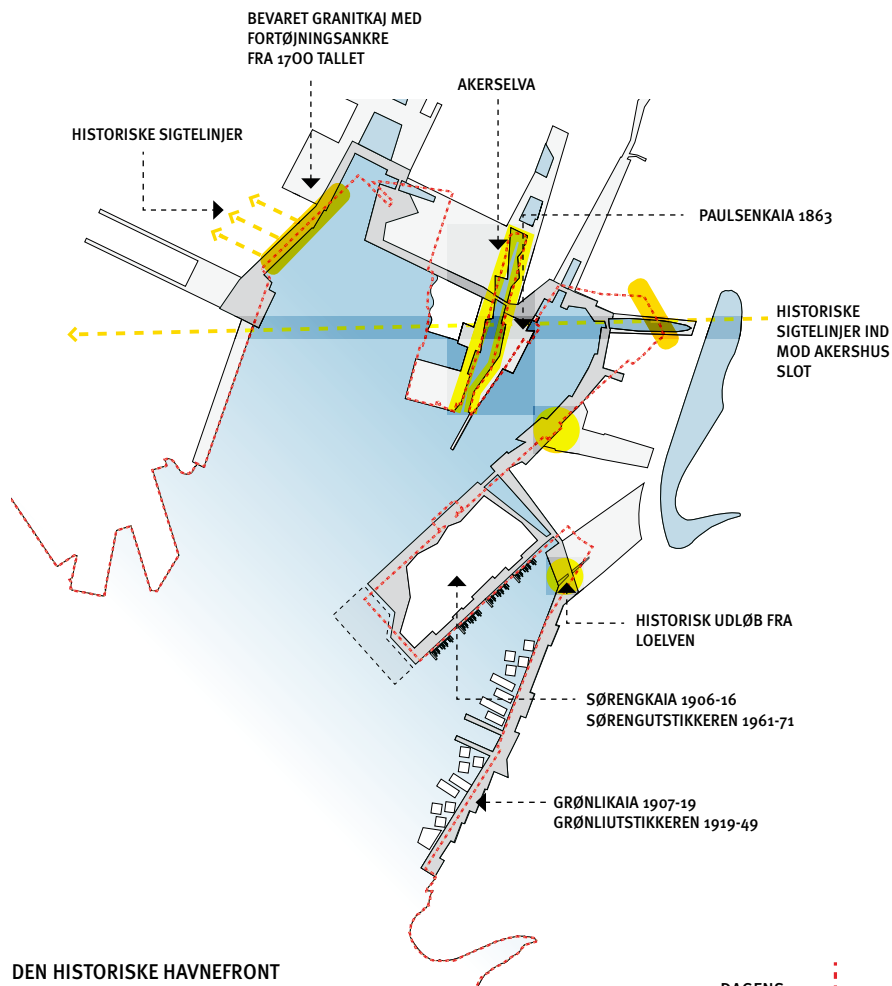 BEVARET GRANITKAJ MED
FORTØJNINGSANKRE
FRA 1700 TALLET
AKERSELVA
HISTORISKE SIGTELINJER
PAULSENKAIA 1863
HISTORISKE
SIGTELINJER IND
MOD AKERSHUS
SLOT
HISTORISK UDLØB FRA
LOELVEN
SØRENGKAIA 1906-16
SØRENGUTSTIKKEREN 1961-71
GRØNLIKAIA 1907-19
GRØNLIUTSTIKKEREN 1919-49
DEN HISTORISKE HAVNEFRONT
DAGENS